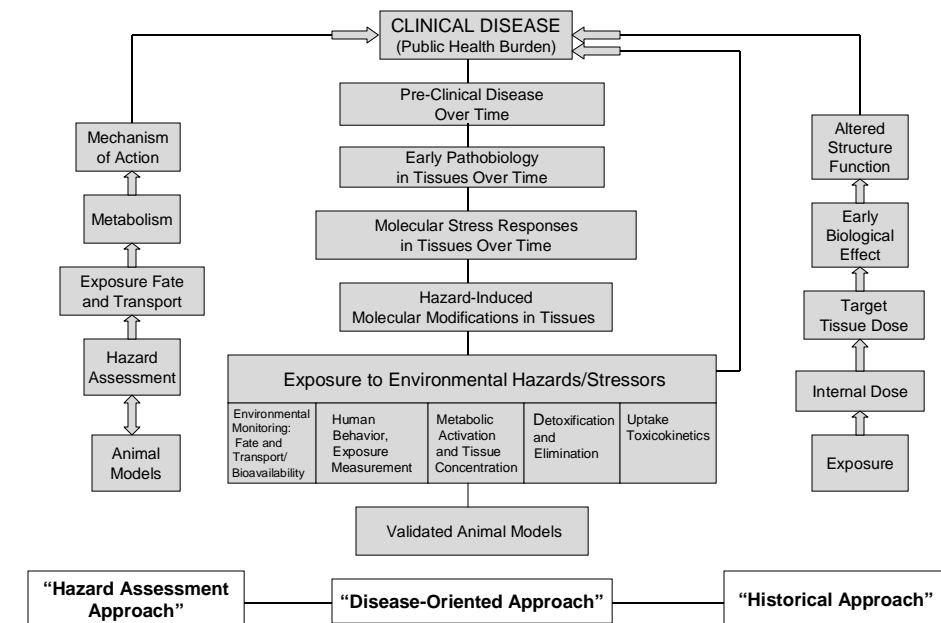 CLINICAL DISEASE
(Public Health Burden)
Pre-Clinical Disease
Over Time
Early Pathobiology
in Tissues Over Time
Molecular Stress Responses
in Tissues Over Time
Hazard-Induced
Molecular Modifications in Tissues
Exposure to Environmental Hazards/Stressors
Environmental
Monitoring:
Fate and
Transport/
Bioavailability
Human
Behavior,
Exposure
Measurement
Metabolic
Activation
and Tissue
Concentration
Detoxification
and
Elimination
Uptake
Toxicokinetics
Validated Animal Models
Mechanism
of Action
Metabolism
Exposure Fate
and Transport
Hazard
Assessment
Animal
Models
Altered
Structure
Function
Early
Biological
Effect
Target
Tissue Dose
Internal Dose
Exposure
“Hazard Assessment
Approach”
“Disease-Oriented Approach”
“Historical Approach”